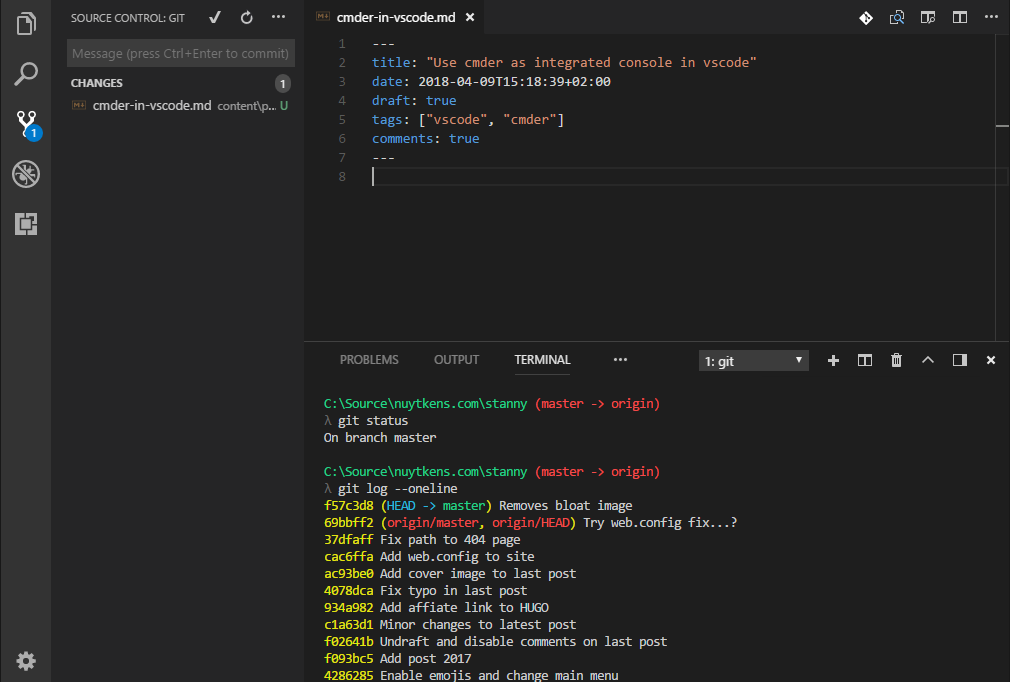 SOURCE CONTROL: GIT
Message (press Ctrl+Enter to commit)
CHANGES 1
cmder-in-vscode.md content\p... U
1
cmder-in-vscode.md
1 ---
2 title: "Use cmder as integrated console in vscode"
3 date: 2018-04-09T15:18:39+02:00
4 draft: true
5 tags: ["vscode", "cmder"]
6 comments: true
7 ---
8
PROBLEMS OUTPUT TERMINAL ••• 1: git
C:\Source\nuytkens.com\stanny (master -> origin)
λ git status
On branch master
C:\Source\nuytkens.com\stanny (master -> origin)
λ git log --oneline
f57c3d8 (HEAD -> master) Removes bloat image
69bbff2 (origin/master, origin/HEAD) Try web.config fix...?
37dfaff Fix path to 404 page
cac6ffa Add web.config to site
ac93be0 Add cover image to last post
4078dca Fix typo in last post
934a982 Add affiate link to HUGO
c1a63d1 Minor changes to latest post
f02641b Undraft and disable comments on last post
f093bc5 Add post 2017
4286285 Enable emojis and change main menu